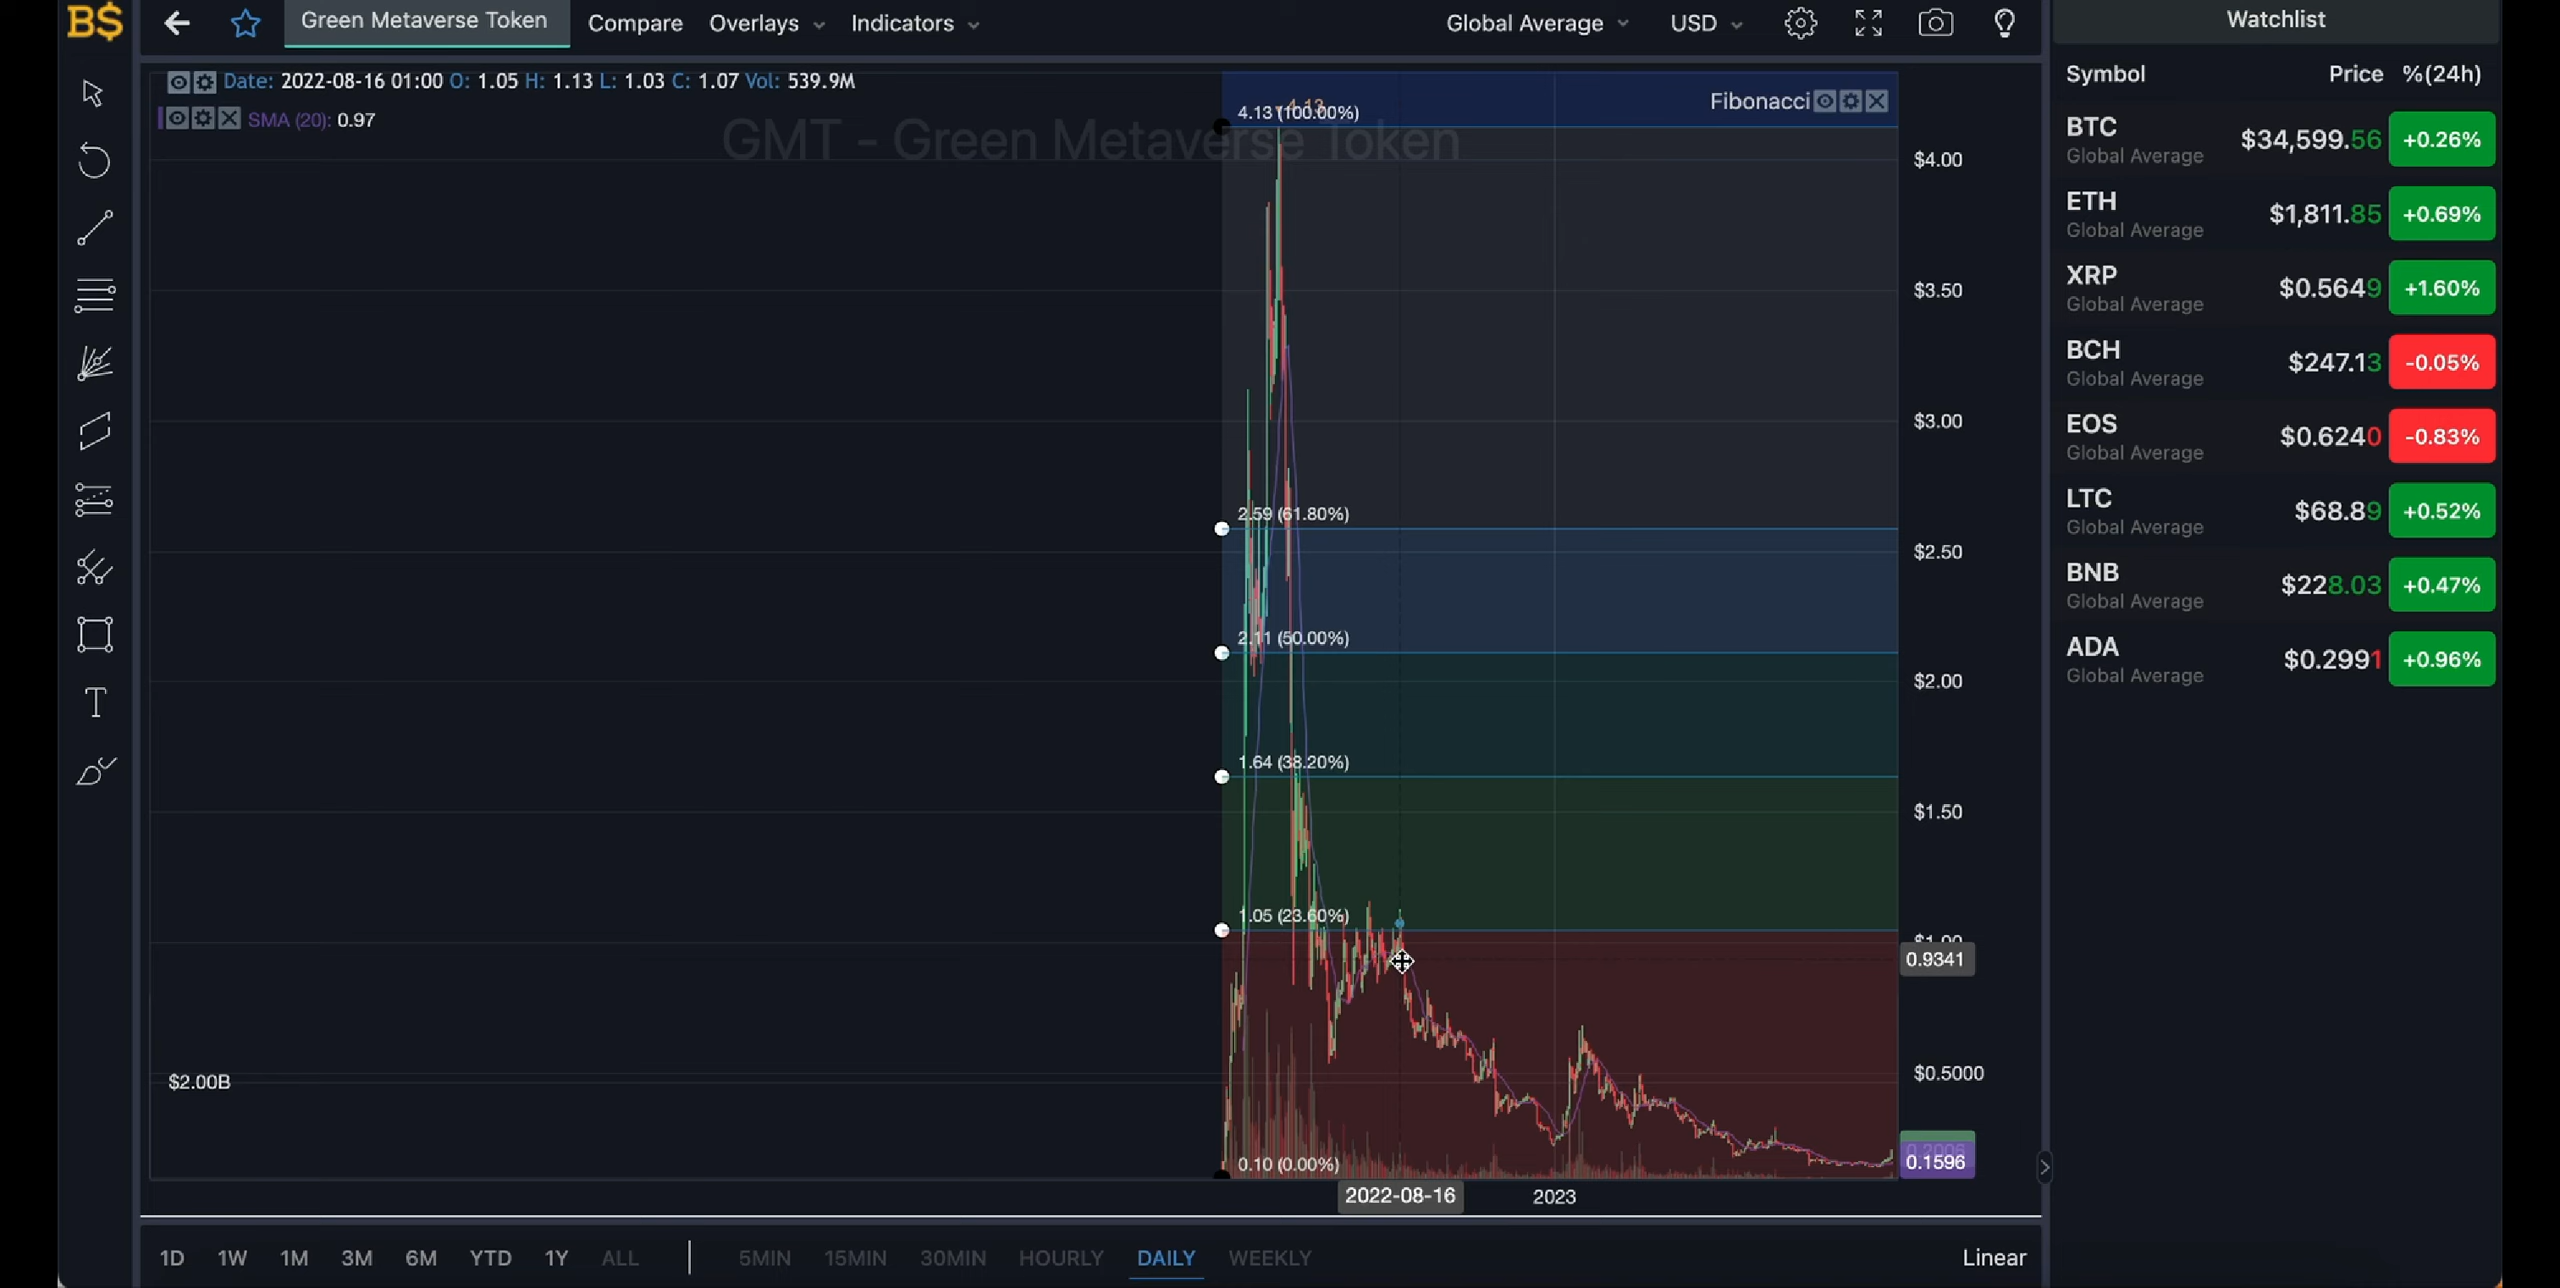 B$
Green Metaverse Token
Compare
Overlays
Indicators
Global Average
USD
Watchlist
Date: 2022-08-16 01:00 O: 1.05 H: 1.13 L: 1.03 C: 1.07 Vol: 539.9M
SMA (20): 0.97
GMT - Green Metaverse Token
Fibonacci
4.13
4.13 (100.00%)
2.59 (61.80%)
2.11 (50.00%)
1.64 (38.20%)
1.05 (23.60%)
0.10 (0.00%)
$4.00
$3.50
$3.00
$2.50
$2.00
$1.50
$1.00
0.9341
$0.5000
0.1596
$2.00B
2022-08-16
2023
1D 1W 1M 3M 6M YTD 1Y ALL
5MIN 15MIN 30MIN HOURLY DAILY WEEKLY
Linear
Symbol Price %(24h)
BTC $34,599.56 +0.26%
Global Average
ETH $1,811.85 +0.69%
Global Average
XRP $0.5649 +1.60%
Global Average
BCH $247.13 -0.05%
Global Average
EOS $0.6240 -0.83%
Global Average
LTC $68.89 +0.52%
Global Average
BNB $228.03 +0.47%
Global Average
ADA $0.2991 +0.96%
Global Average